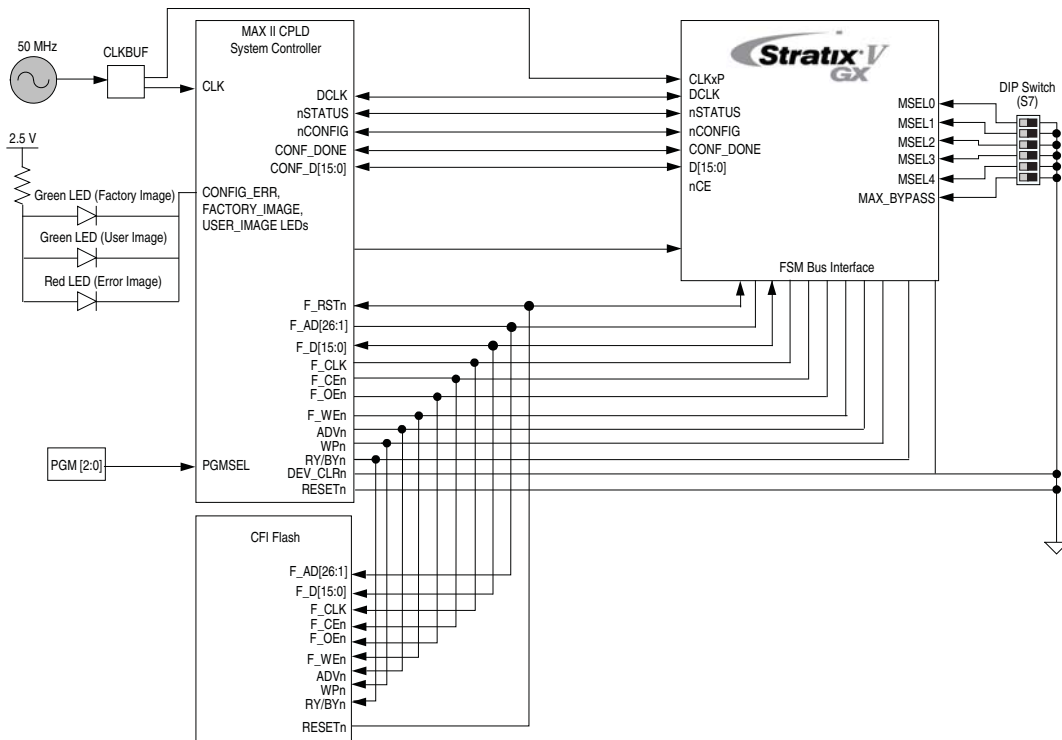 50 MHz
CLKBUF
MAX II CPLD
System Controller
CLK
DCLK
nSTATUS
nCONFIG
CONF_DONE
CONF_D[15:0]
CONFIG_ERR,
FACTORY_IMAGE,
USER_IMAGE LEDs
2.5 V
Green LED (Factory Image)
Green LED (User Image)
Red LED (Error Image)
F_RSTn
F_AD[26:1]
F_D[15:0]
F_CLK
F_CEn
F_OEn
F_WEn
ADVn
WPn
RY/BYn
DEV_CLRn
RESETn
PGM [2:0]
PGMSEL
Stratix V
GX
CLKxP
DCLK
nSTATUS
nCONFIG
CONF_DONE
D[15:0]
nCE
MSEL0
MSEL1
MSEL2
MSEL3
MSEL4
MAX_BYPASS
FSM Bus Interface
DIP Switch
(S7)
CFI Flash
F_AD[26:1]
F_D[15:0]
F_CLK
F_CEn
F_OEn
F_WEn
ADVn
WPn
RY/BYn
RESETn